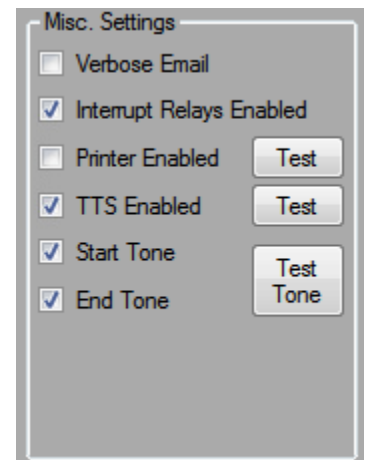 Misc. Settings
Verbose Email
Interrupt Relays Enabled
Printer Enabled Test
TTS Enabled Test
Start Tone
Test
Tone
End Tone